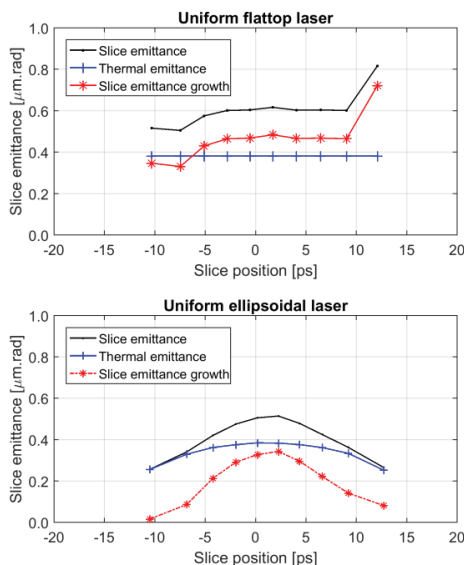 Uniform flattop laser
1.0
0.8
0.6
0.4
0.2
0.0
Slice emittance [μm.rad]
Slice emittance
Thermal emittance
Slice emittance growth
-20 -15 -10 -5 0 5 10 15 20
Slice position [ps]
Uniform ellipsoidal laser
1.0
0.8
0.6
0.4
0.2
0.0
Slice emittance [μm.rad]
Slice emittance
Thermal emittance
Slice emittance growth
-20 -15 -10 -5 0 5 10 15 20
Slice position [ps]